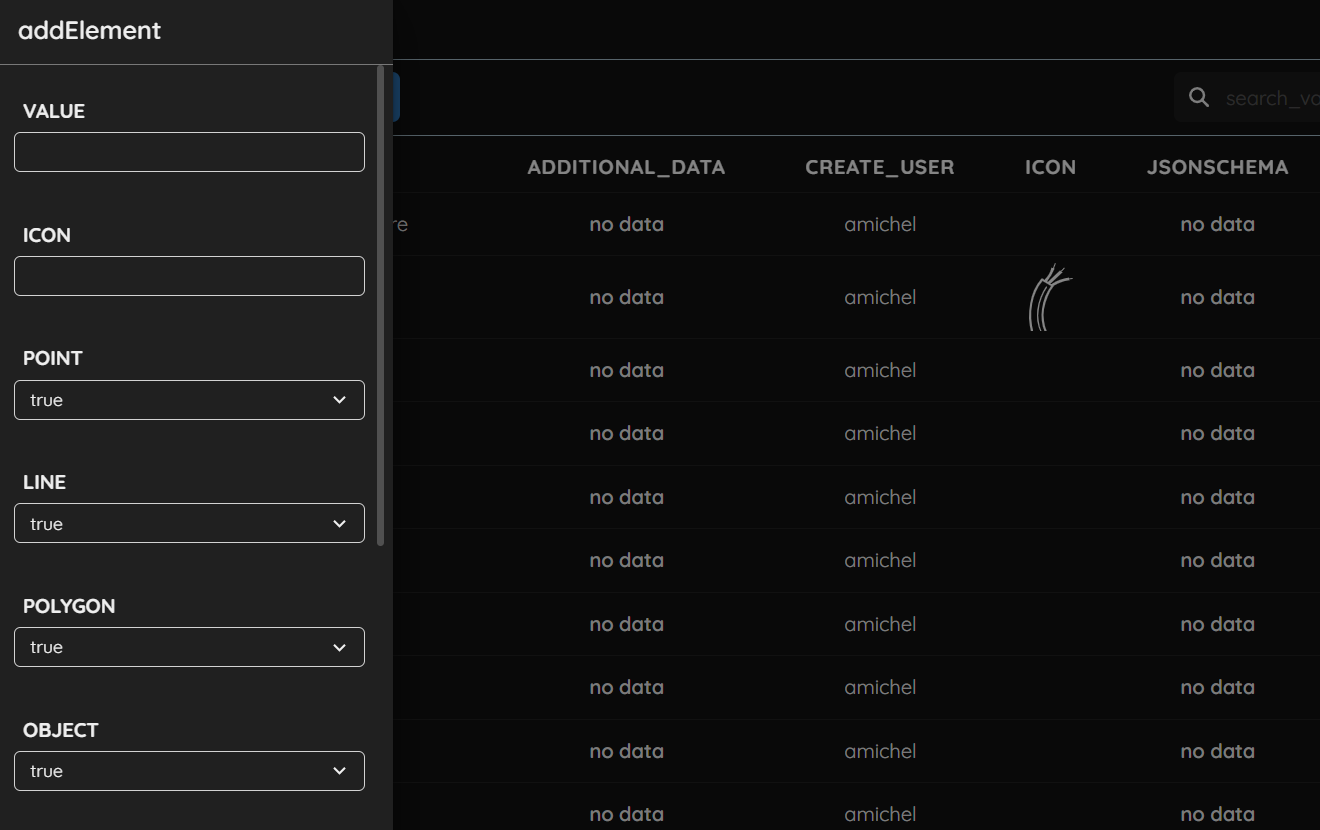 addElement
VALUE
ICON
POINT
true
LINE
true
POLYGON
true
OBJECT
true
ADDITIONAL_DATA CREATE_USER ICON JSONSCHEMA
no data amichel no data
no data amichel no data
no data amichel no data
no data amichel no data
no data amichel no data
no data amichel no data
no data amichel no data
no data amichel no data
no data amichel no data
no data amichel no data